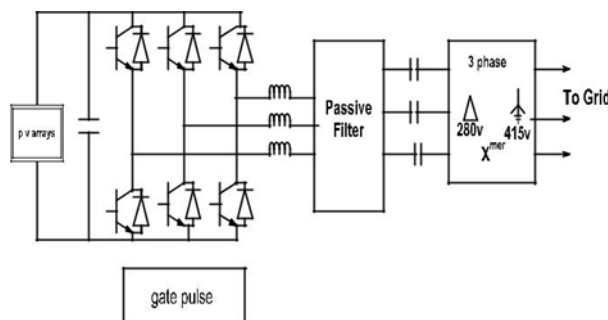 p v arrays
Passive
Filter
3 phase
280v
415v
X^mer
To Grid
gate pulse